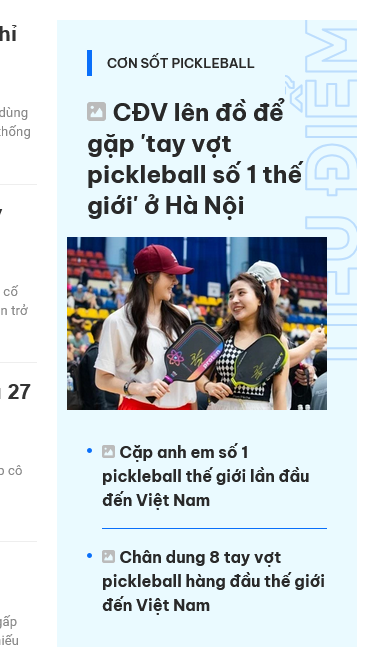 hỉ
dùng
thống
cố
n trở
27
cô
gấp
hiếu
CƠN SỐT PICKLEBALL
CĐV lên đồ để
gặp 'tay vợt
pickleball số 1 thế
giới' ở Hà Nội
TIÊU ĐIỂM
Cặp anh em số 1
pickleball thế giới lần đầu
đến Việt Nam
Chân dung 8 tay vợt
pickleball hàng đầu thế giới
đến Việt Nam